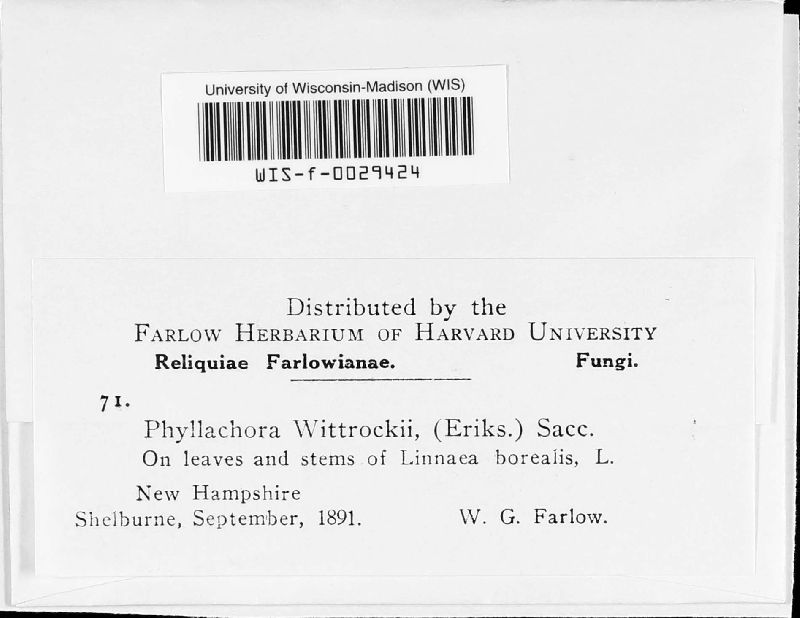 University of Wisconsin-Madison (WIS)
WIS-f-0029424
Distributed by the
Farlow Herbarium of Harvard University
Reliquiae Farlowianae. Fungi.
71.
Phyllachora Wittrockii, (Eriks.) Sacc.
On leaves and stems of Linnaea borealis, L.
New Hampshire
Shelburne, September, 1891. W. G. Farlow.